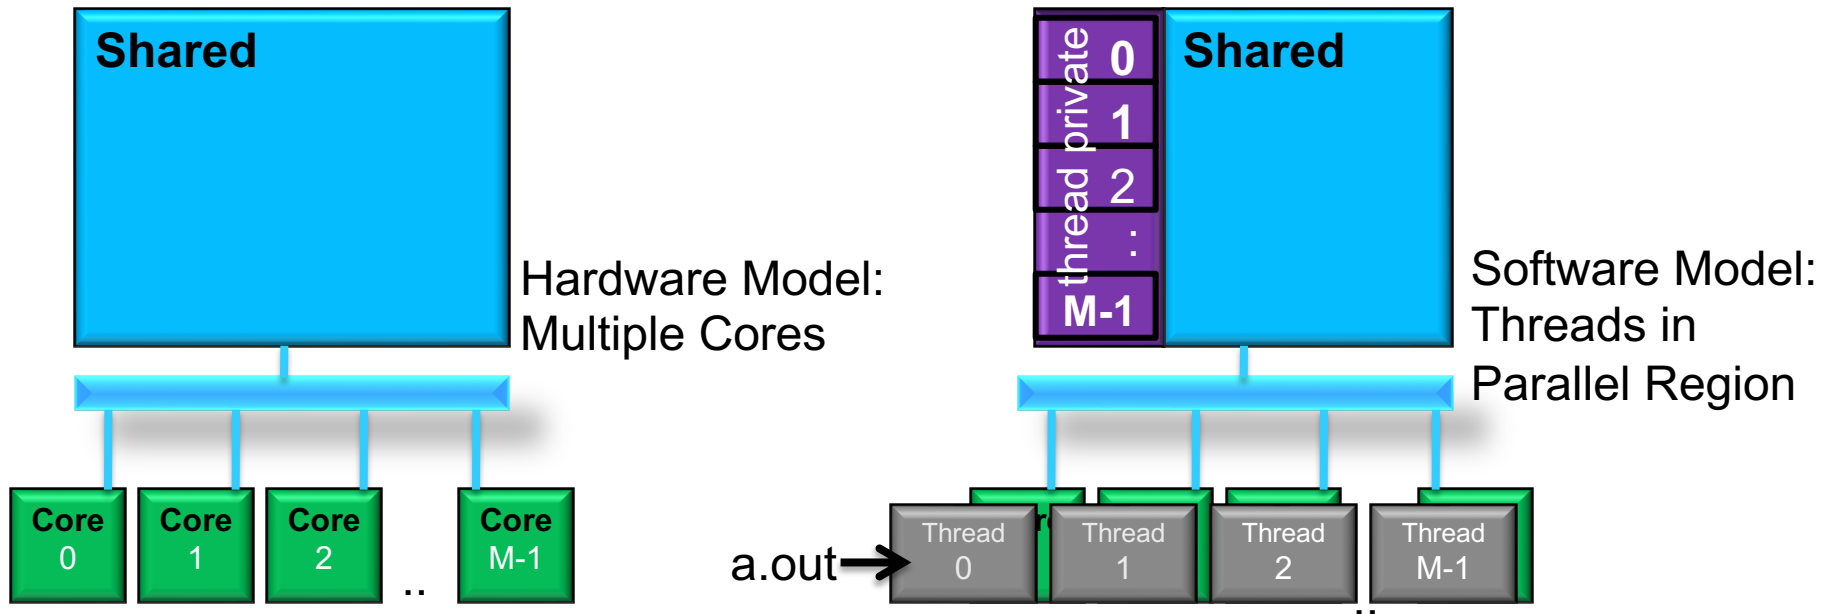 Shared
Hardware Model:
Multiple Cores
Core
0
Core
1
Core
2
..
Core
M-1
thread private
0
1
2
:
M-1
Shared
Software Model:
Threads in
Parallel Region
a.out
Thread
0
Thread
1
Thread
2
..
Thread
M-1